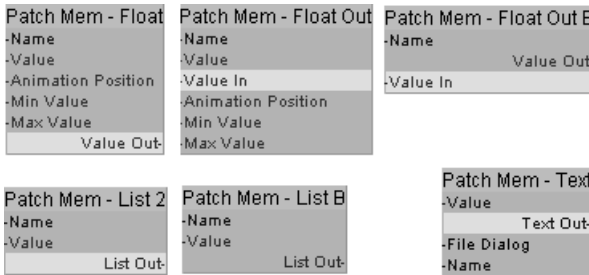 Patch Mem - Float
-Name
-Value
-Animation Position
-Min Value
-Max Value
Value Out-
Patch Mem - Float Out
-Name
-Value
-Value In
-Animation Position
-Min Value
-Max Value
Patch Mem - Float Out B
-Name
Value Out
-Value In
Patch Mem - List 2
-Name
-Value
List Out-
Patch Mem - List B
-Name
-Value
List Out-
Patch Mem - Text
-Value
Text Out-
-File Dialog
-Name